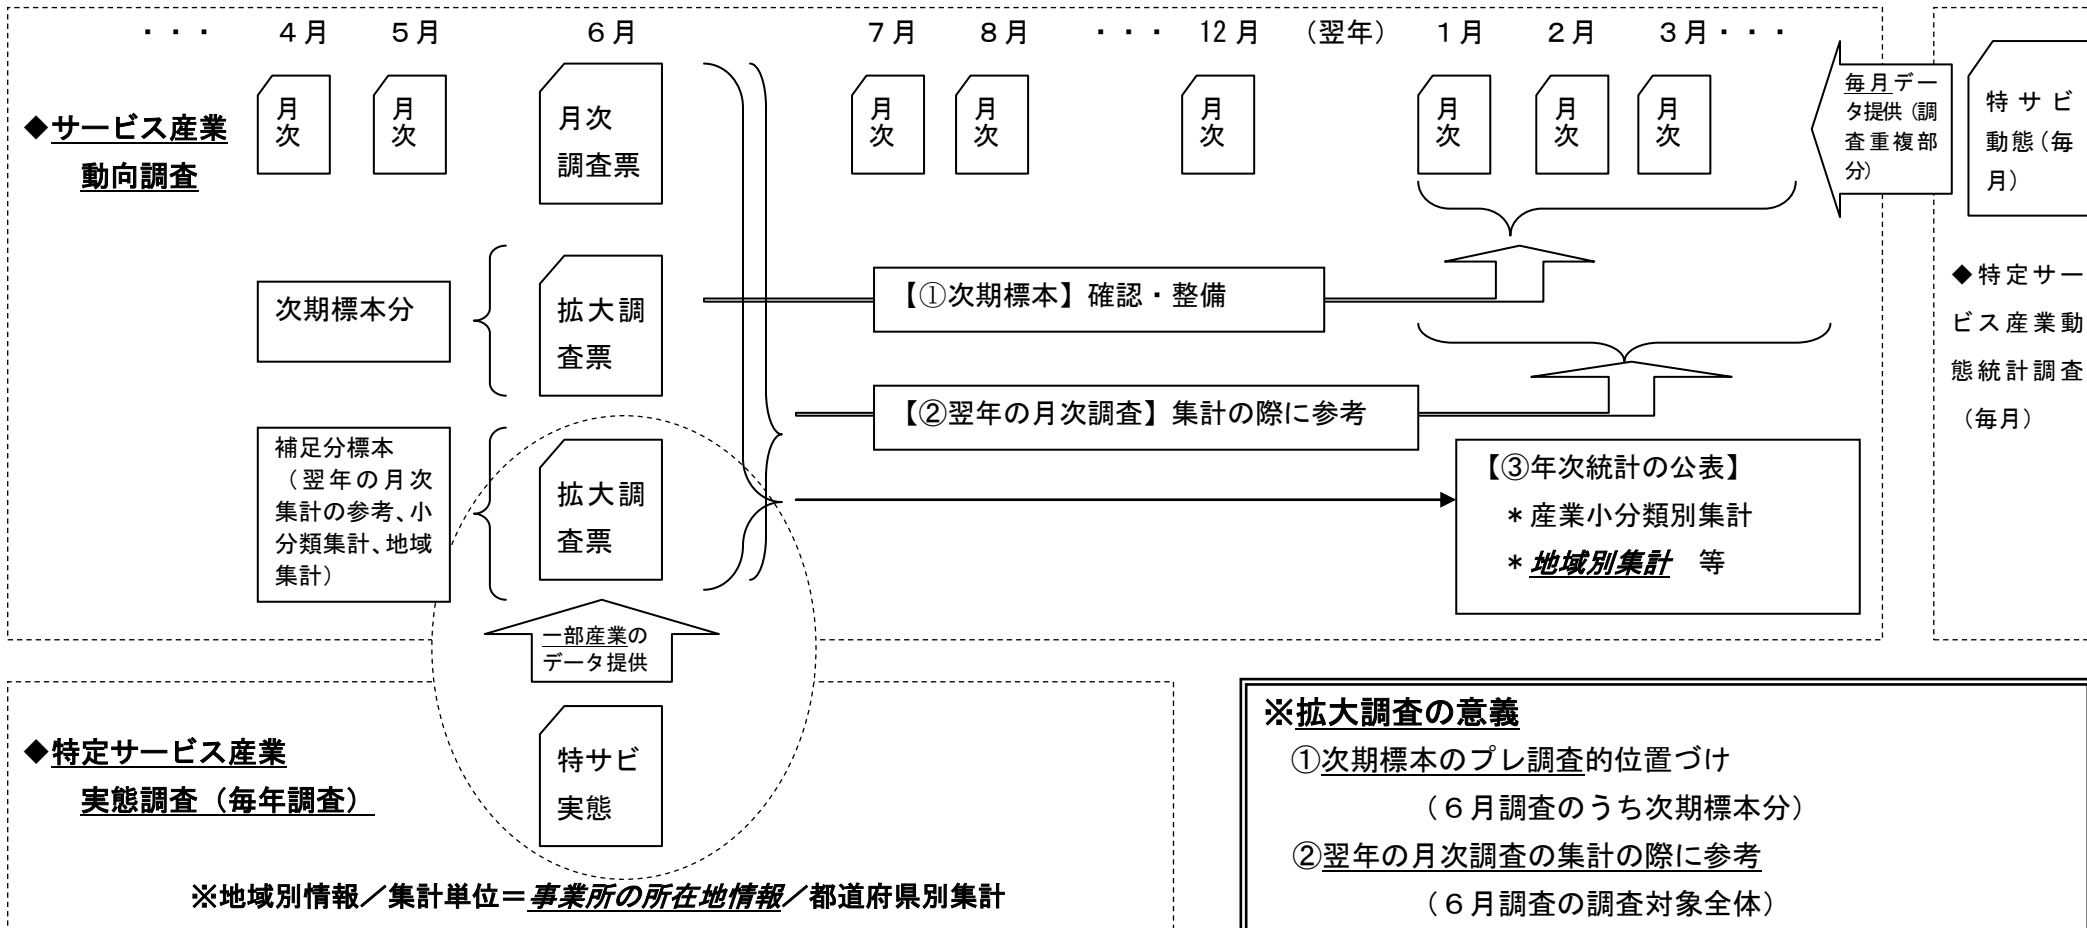 ・・・　４月　５月　６月　７月　８月　・・・　12月　（翌年）　１月　２月　３月・・・
◆サービス産業
動向調査
月
次
月
次
月次
調査票
月
次
月
次
月
次
月
次
月
次
月
次
毎月デー
タ提供（調
査重複部
分）
特サビ
動態（毎
月）
◆特定サー
ビス産業動
態統計調査
（毎月）
次期標本分
拡大調
査票
【①次期標本】確認・整備
【②翌年の月次調査】集計の際に参考
補足分標本
（翌年の月次
集計の参考、小
分類集計、地域
集計）
拡大調
査票
【③年次統計の公表】
＊産業小分類別集計
＊地域別集計　等
一部産業の
データ提供
◆特定サービス産業
実態調査（毎年調査）
特サビ
実態
※地域別情報／集計単位＝事業所の所在地情報／都道府県別集計
※拡大調査の意義
①次期標本のプレ調査的位置づけ
（６月調査のうち次期標本分）
②翌年の月次調査の集計の際に参考
（６月調査の調査対象全体）